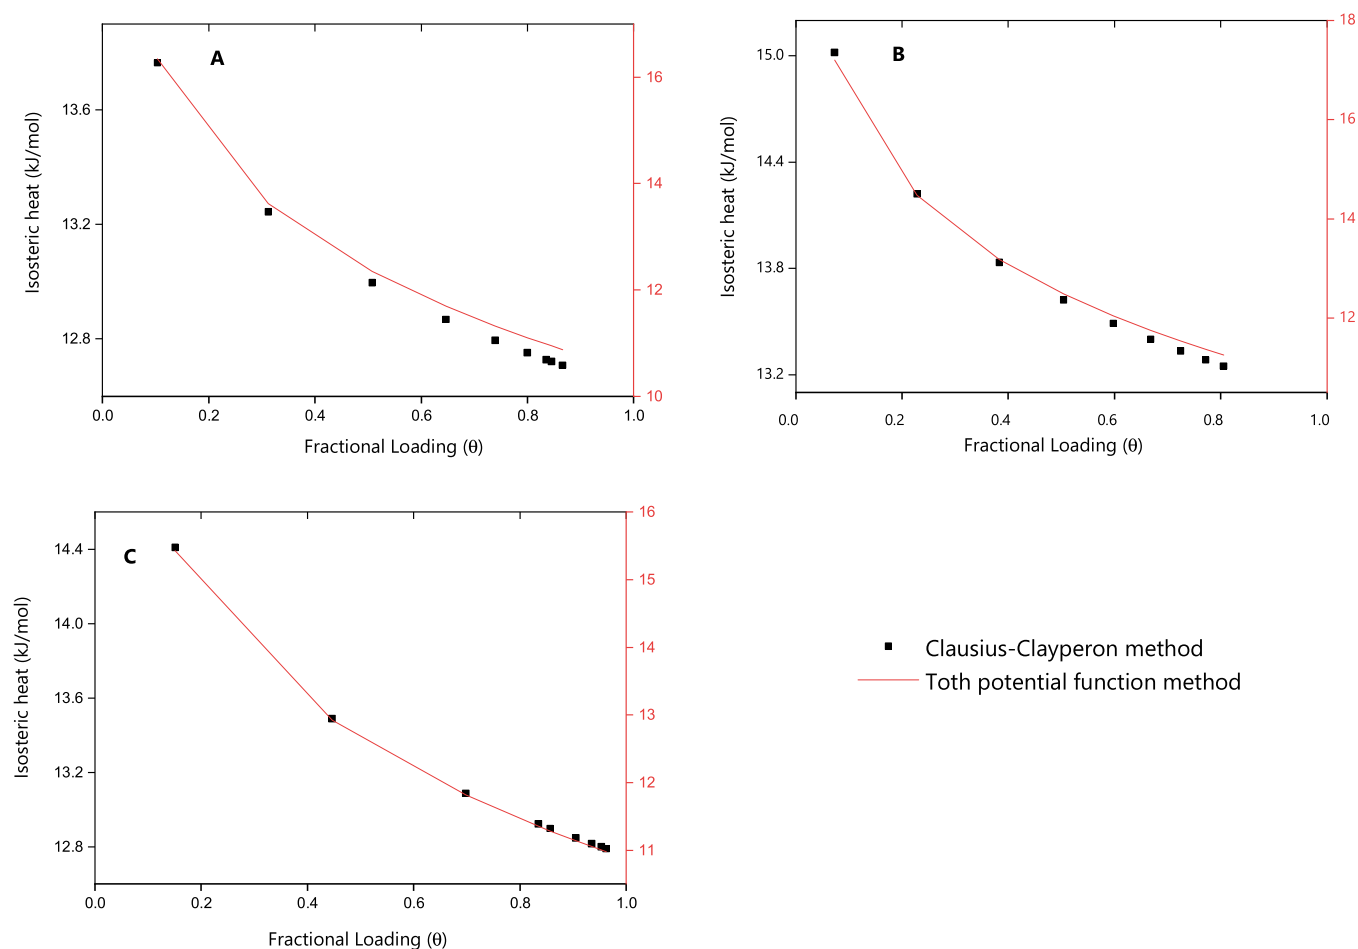 A
13.6
13.2
12.8
Isosteric heat (kJ/mol)
16
14
12
10
0.0 0.2 0.4 0.6 0.8 1.0
Fractional Loading (θ)
B
15.0
14.4
13.8
13.2
Isosteric heat (kJ/mol)
18
16
14
12
0.0 0.2 0.4 0.6 0.8 1.0
Fractional Loading (θ)
C
14.4
14.0
13.6
13.2
12.8
Isosteric heat (kJ/mol)
16
15
14
13
12
11
0.0 0.2 0.4 0.6 0.8 1.0
Fractional Loading (θ)
Clausius-Clayperon method
Toth potential function method